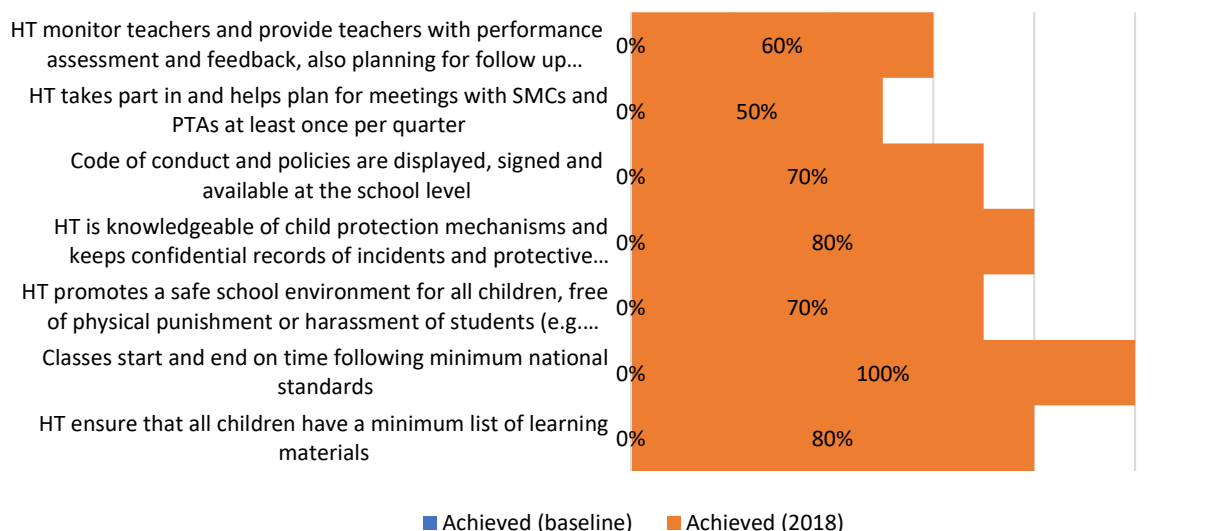 HT monitor teachers and provide teachers with performance
assessment and feedback, also planning for follow up...
0% 60%
HT takes part in and helps plan for meetings with SMCs and
PTAs at least once per quarter
0% 50%
Code of conduct and policies are displayed, signed and
available at the school level
0% 70%
HT is knowledgeable of child protection mechanisms and
keeps confidential records of incidents and protective...
0% 80%
HT promotes a safe school environment for all children, free
of physical punishment or harassment of students (e.g....
0% 70%
Classes start and end on time following minimum national
standards
0% 100%
HT ensure that all children have a minimum list of learning
materials
0% 80%
Achieved (baseline) Achieved (2018)